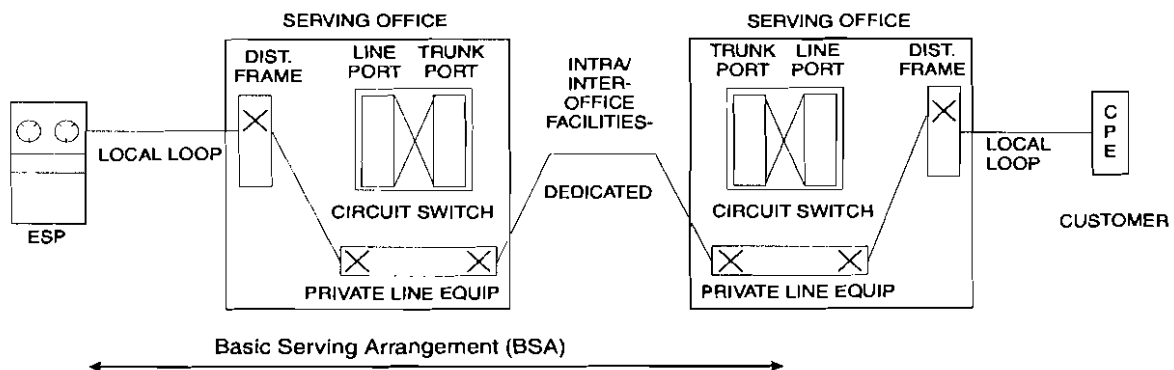 SERVING OFFICE
DIST.
FRAME
LINE
PORT
TRUNK
PORT
CIRCUIT SWITCH
PRIVATE LINE EQUIP
LOCAL LOOP
ESP
INTRA/
INTER-
OFFICE
FACILITIES-
DEDICATED
SERVING OFFICE
TRUNK
PORT
LINE
PORT
DIST.
FRAME
CIRCUIT SWITCH
PRIVATE LINE EQUIP
LOCAL
LOOP
C
P
E
CUSTOMER
Basic Serving Arrangement (BSA)